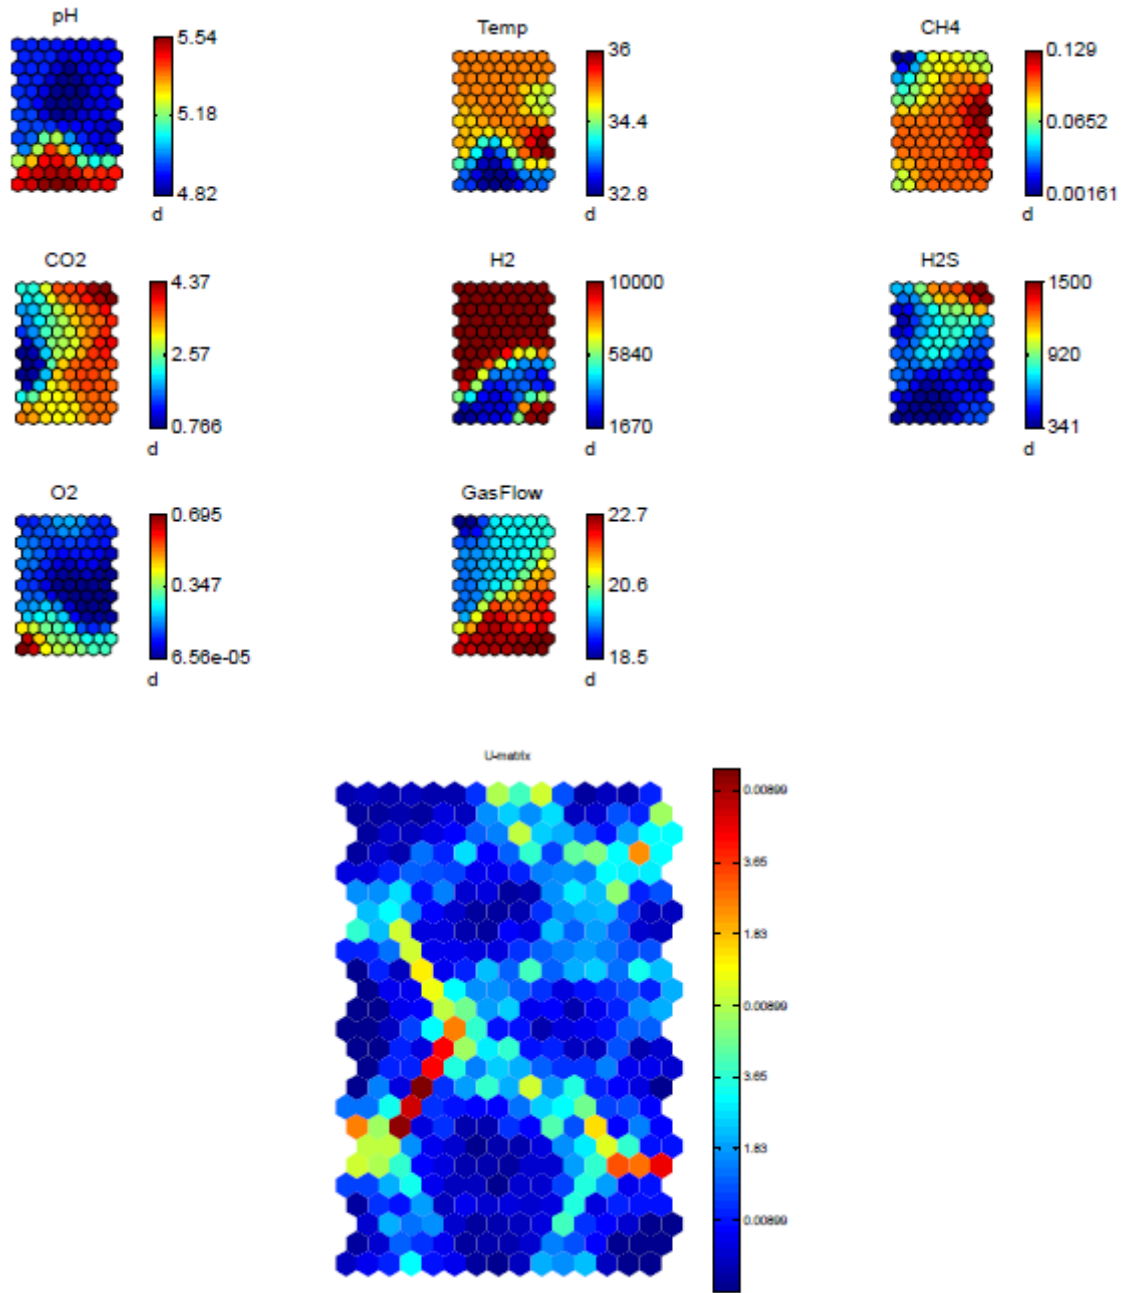 pH
5.54
5.18
4.82
d
Temp
36
34.4
32.8
d
CH4
0.129
0.0652
0.00161
d
CO2
4.37
2.57
0.766
d
H2
10000
5840
1670
d
H2S
1500
920
341
d
O2
0.695
0.347
6.56e-05
d
GasFlow
22.7
20.6
18.5
d
U-matrix
0.00899
3.65
1.83
0.00899
3.65
1.83
0.00899